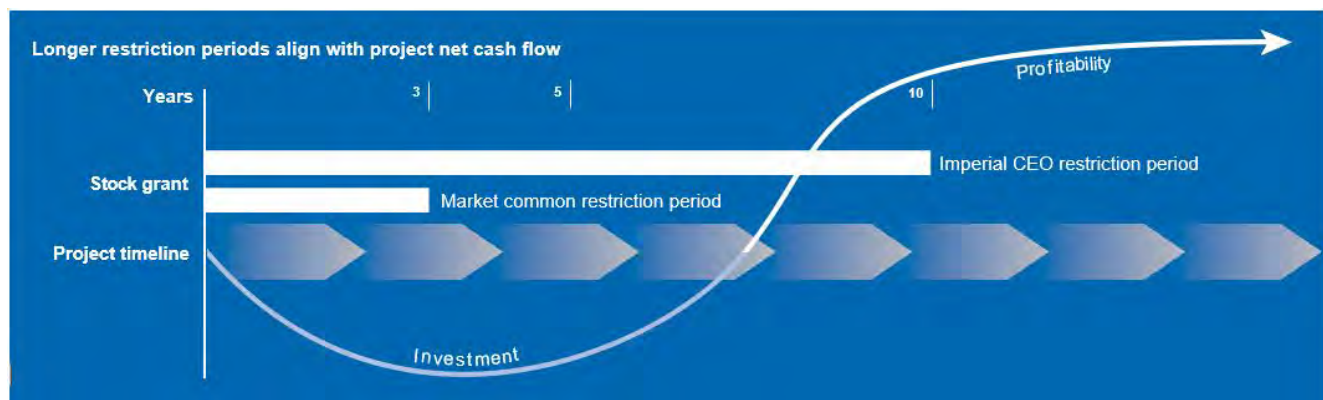 Longer restriction periods align with project net cash flow
Profitability
Years 3 5 10
Imperial CEO restriction period
Stock grant
Market common restriction period
Project timeline
Investment